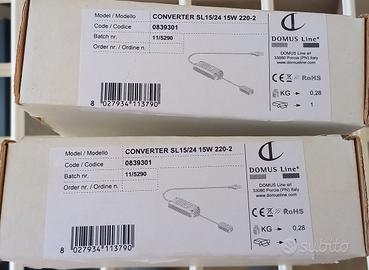 Model / Modello CONVERTER SL15/24 15W 220-2
Code / Codice 0839301
Batch nr. 11/5290
Order nr. / Ordine n.
8 027934 113790
DOMUS Line®
DOMUS Line srl
33080 Porcia (PN) Italy
www.domusline.com
CE RoHS
KG 0,28
1
Model / Modello CONVERTER SL15/24 15W 220-2
Code / Codice 0839301
Batch nr. 11/5290
Order nr. / Ordine n.
8 027934 113790
DOMUS Line®
DOMUS Line srl
33080 Porcia (PN) Italy
www.domusline.com
CE RoHS
KG 0,28
subito